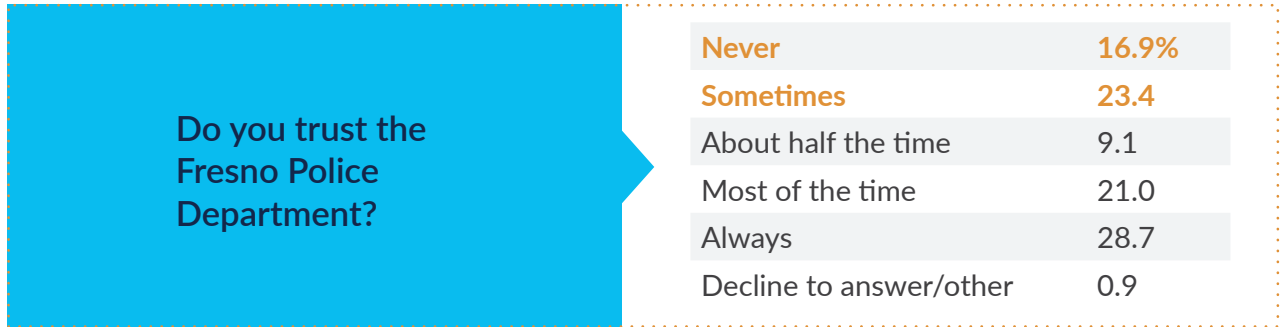 Do you trust the
Fresno Police
Department?
Never 16.9%
Sometimes 23.4
About half the time 9.1
Most of the time 21.0
Always 28.7
Decline to answer/other 0.9